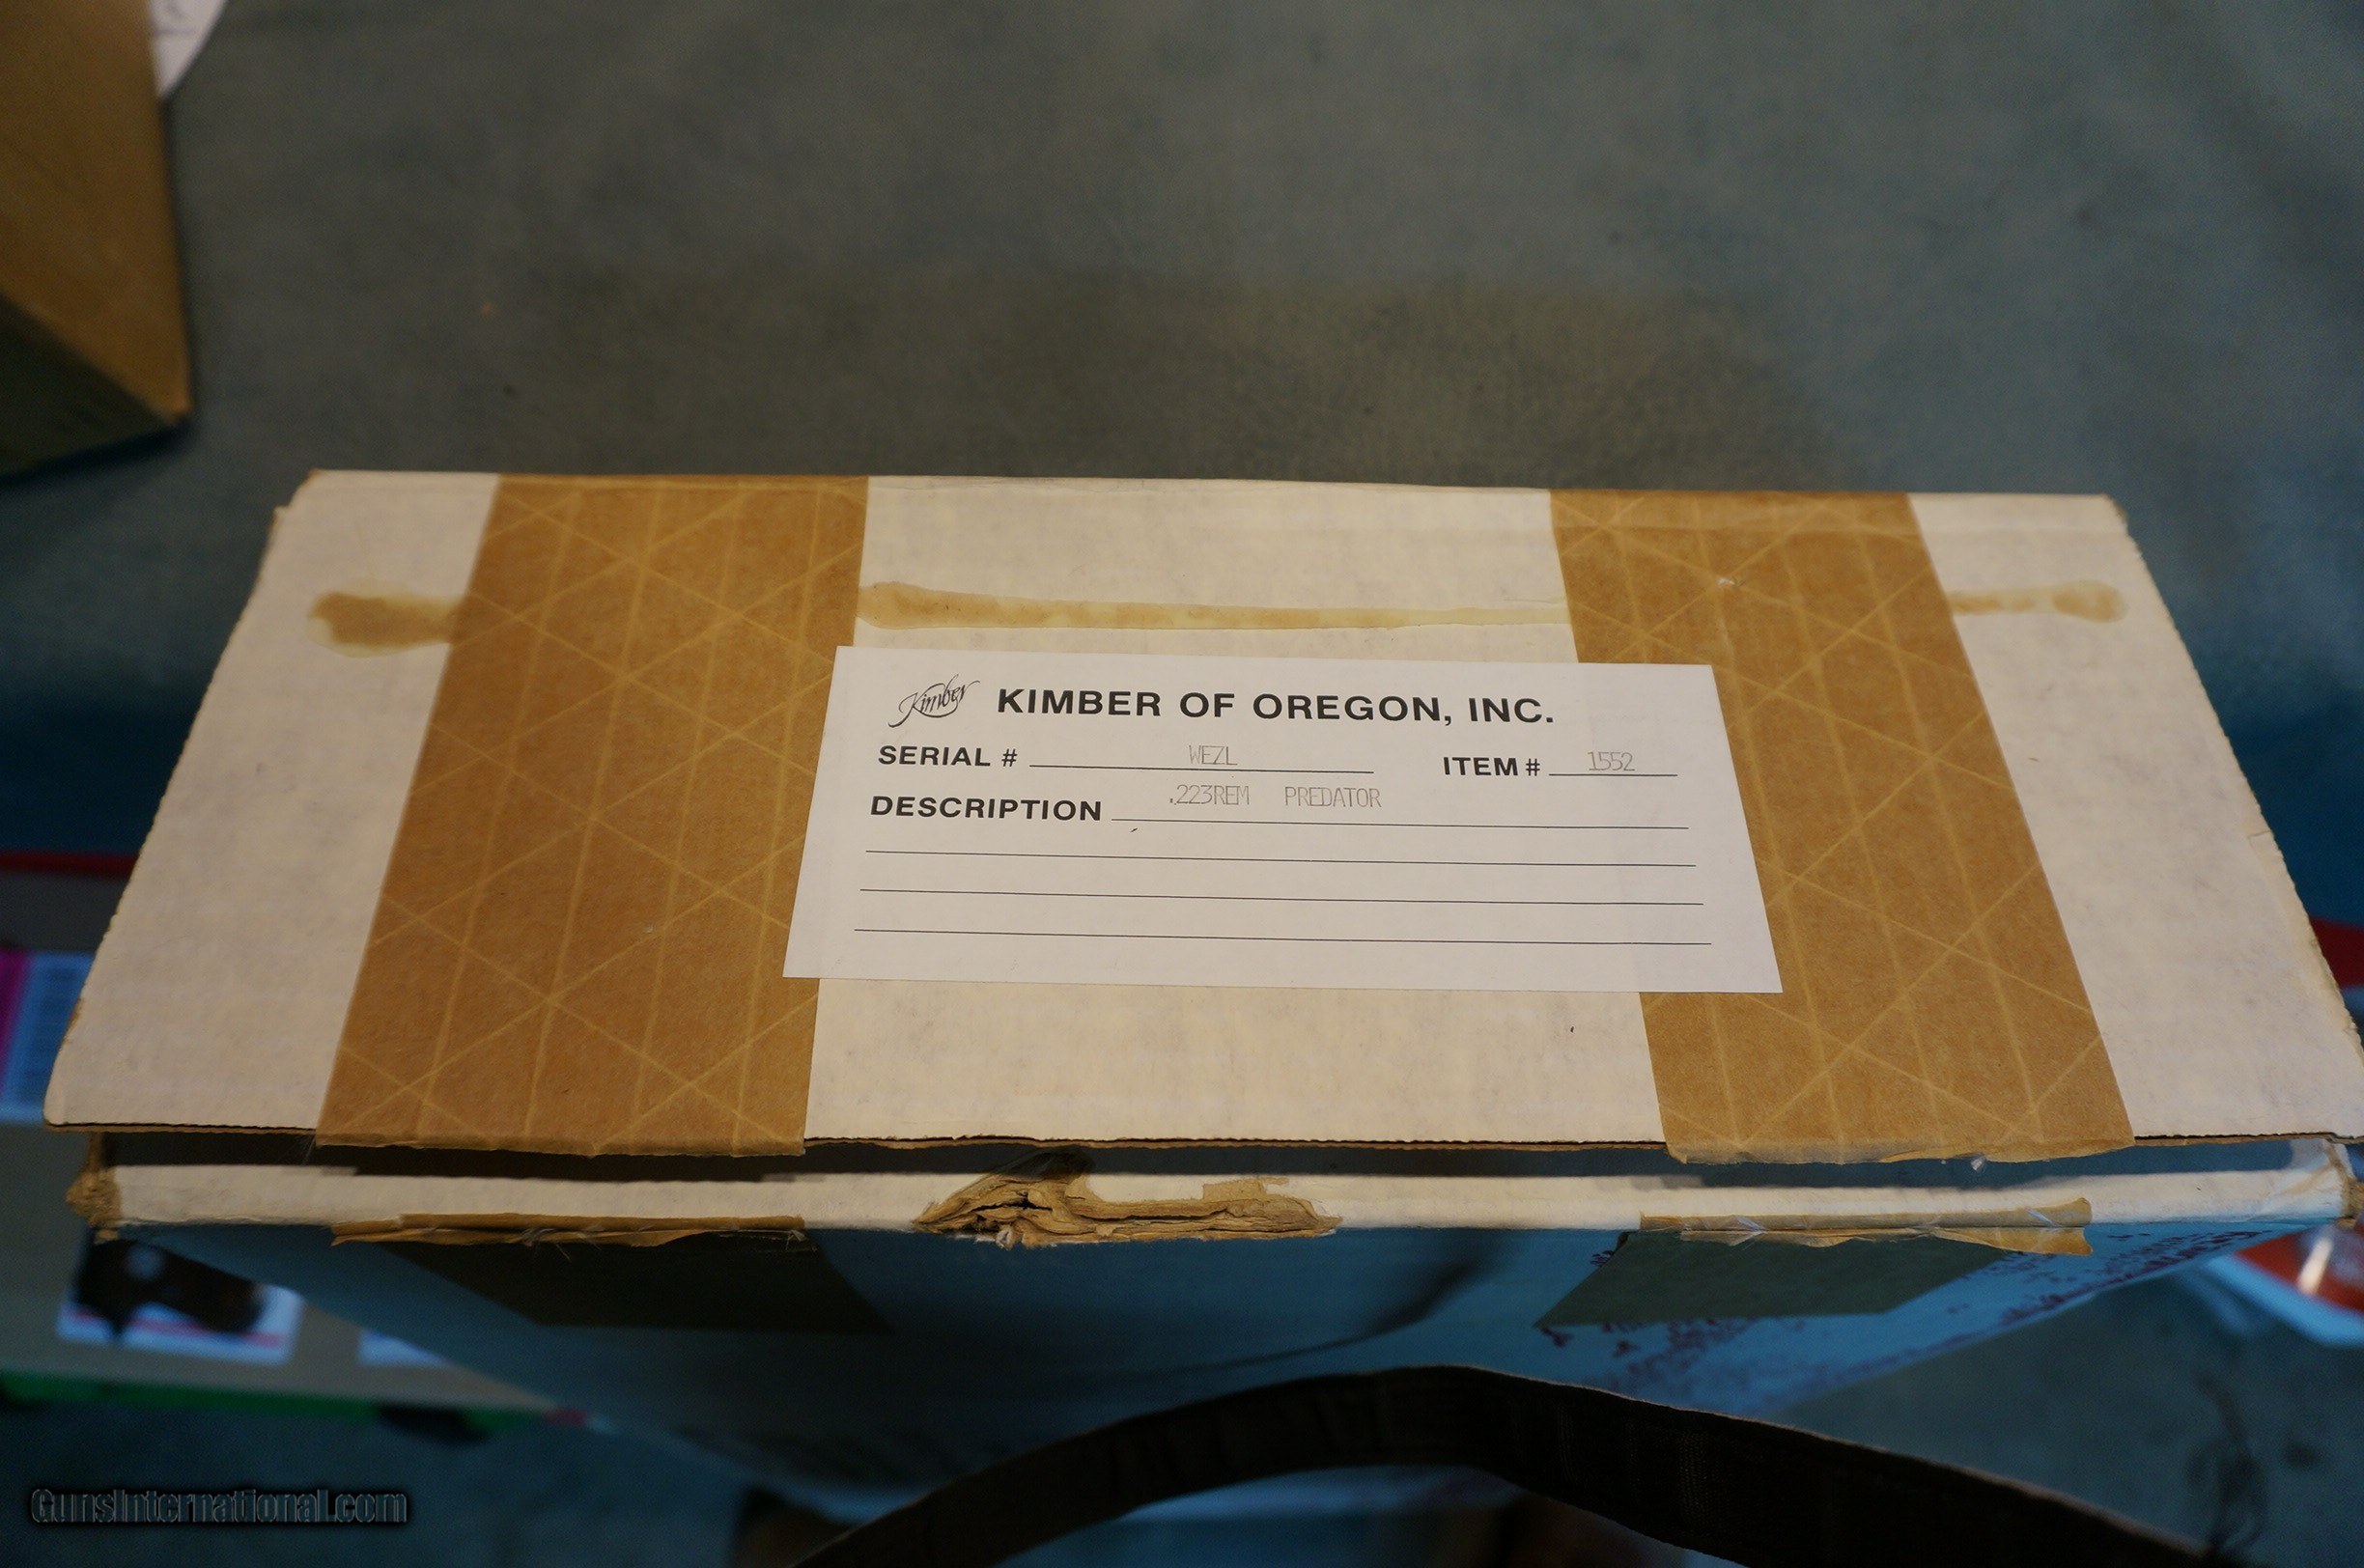 Kimber KIMBER OF OREGON, INC.
SERIAL # WEZL ITEM # 1552
DESCRIPTION .223REM PREDATOR
GunsInternational.com